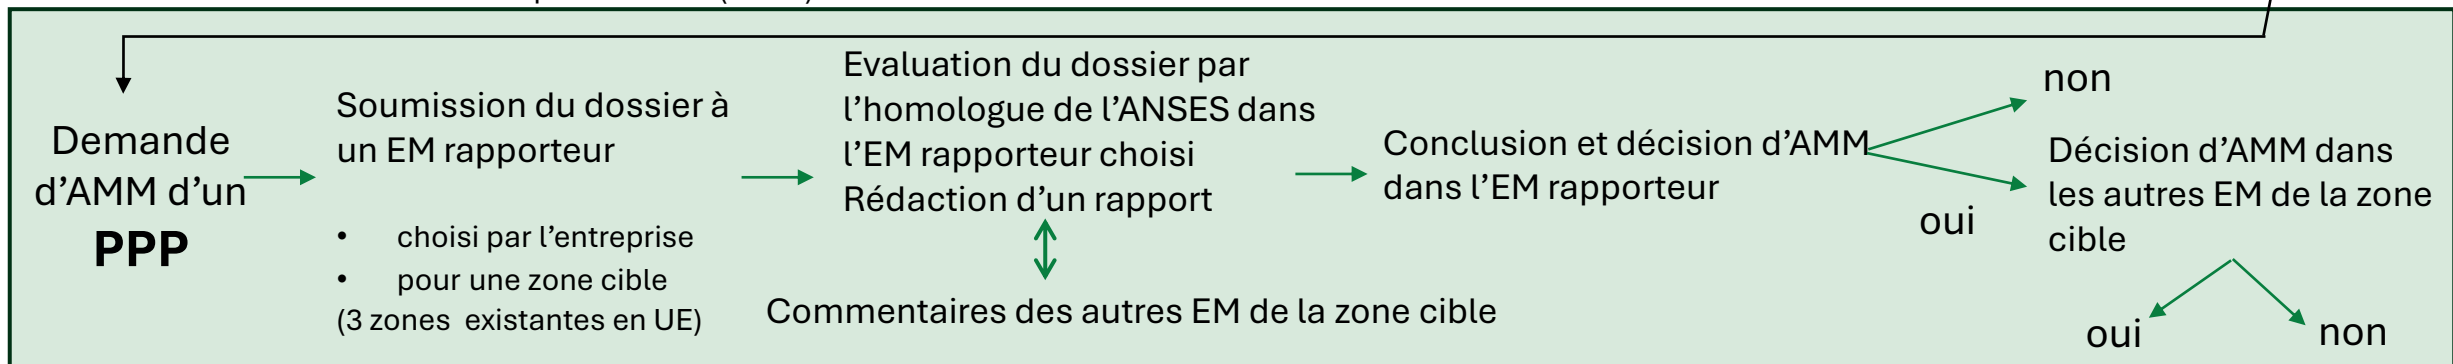 Demande
d'AMM d'un
PPP
Soumission du dossier à
un EM rapporteur
• choisi par l'entreprise
• pour une zone cible
(3 zones existantes en UE)
Evaluation du dossier par
l'homologue de l'ANSES dans
l'EM rapporteur choisi
Rédaction d'un rapport
Commentaires des autres EM de la zone cible
Conclusion et décision d'AMM
dans l'EM rapporteur
non
oui
Décision d'AMM dans
les autres EM de la zone
cible
oui
non